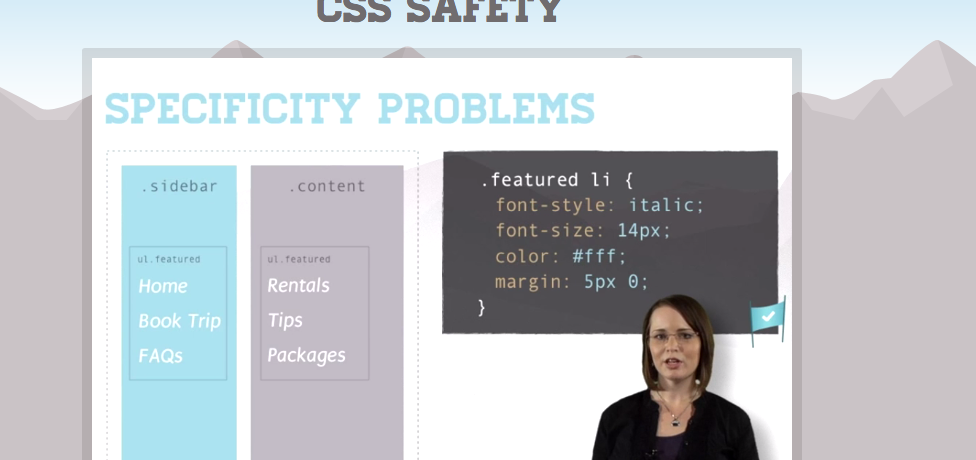 CSS SAFETY
SPECIFICITY PROBLEMS
.sidebar
ul.featured
Home
Book Trip
FAQs
.content
ul.featured
Rentals
Tips
Packages
.featured li {
font-style: italic;
font-size: 14px;
color: #fff;
margin: 5px 0;
}